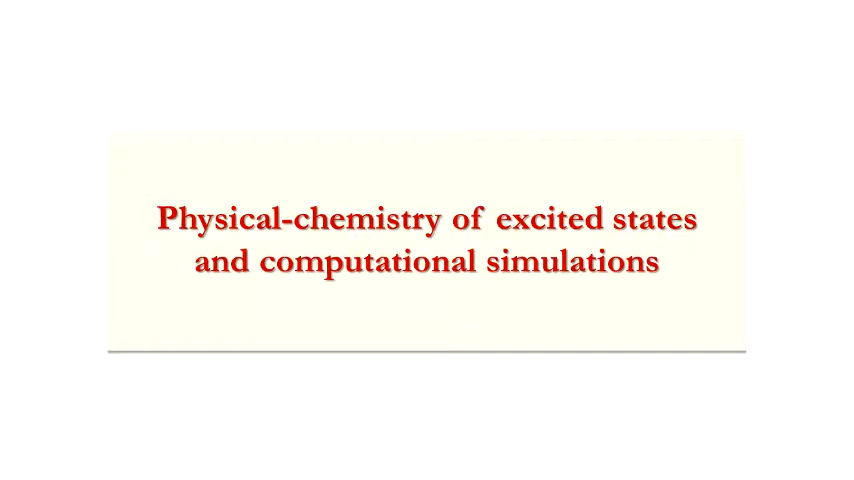 Physical-chemistry of excited states
and computational simulations